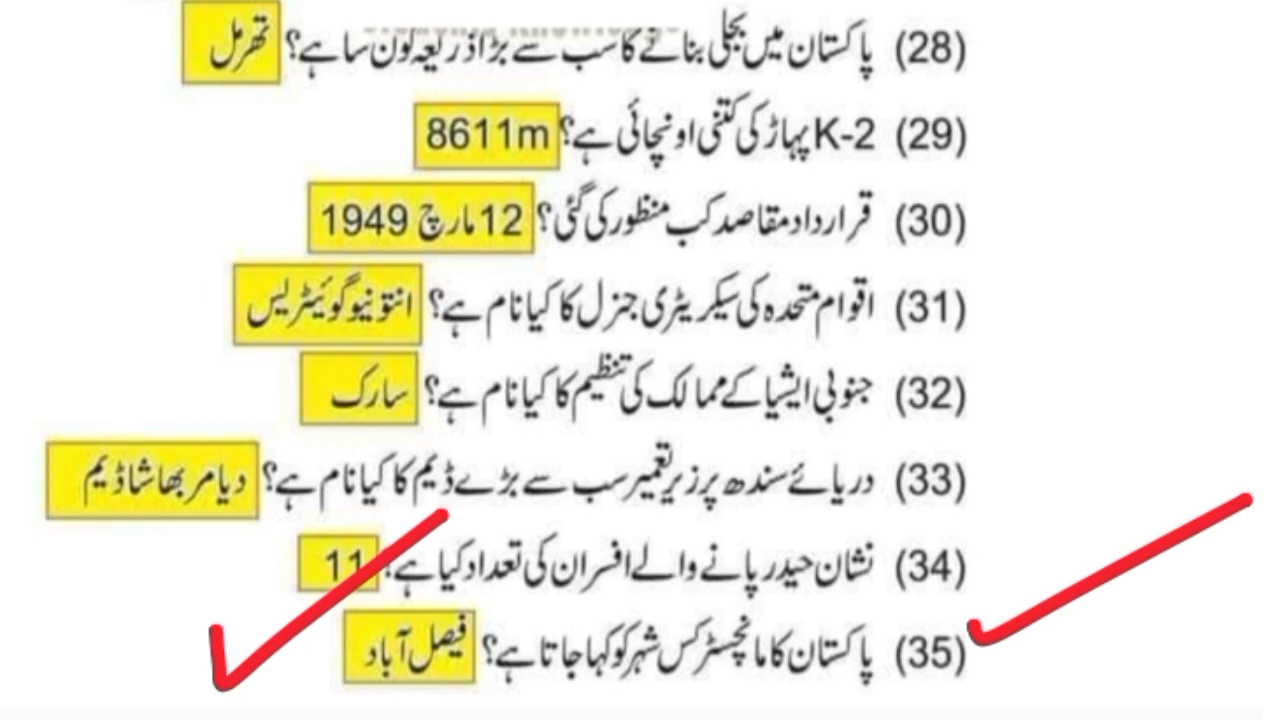 (28) پاکستان میں بجلی بنانے کا سب سے بڑا ذریعہ کون سا ہے؟ تھرمل
(29) K-2 پہاڑ کی کتنی اونچائی ہے؟ 8611m
(30) قرارداد مقاصد کب منظور کی گئی؟ 12 مارچ 1949
(31) اقوام متحدہ کی سیکریٹری جنرل کا کیا نام ہے؟ انتونیو گوئیٹریس
(32) جنوبی ایشیا کے ممالک کی تنظیم کا کیا نام ہے؟ سارک
(33) دریائے سندھ پر زیر تعمیر سب سے بڑے ڈیم کا کیا نام ہے؟ دیامر بھاشا ڈیم
(34) نشان حیدر پانے والے افسران کی تعداد کیا ہے؟ 11
(35) پاکستان کا مانچسٹر کس شہر کو کہا جاتا ہے؟ فیصل آباد